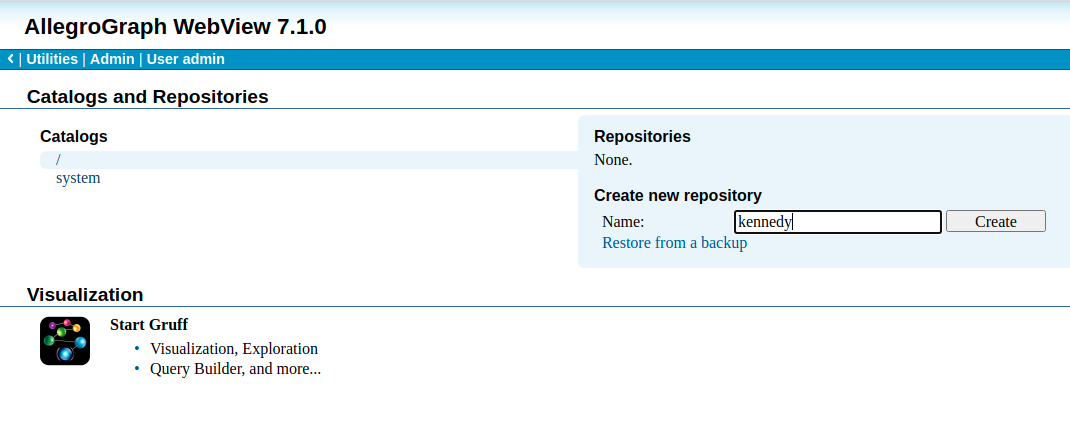 AllegroGraph WebView 7.1.0
‹ | Utilities | Admin | User admin
Catalogs and Repositories
Catalogs
/
system
Repositories
None.
Create new repository
Name: kennedy Create
Restore from a backup
Visualization
Start Gruff
• Visualization, Exploration
• Query Builder, and more...